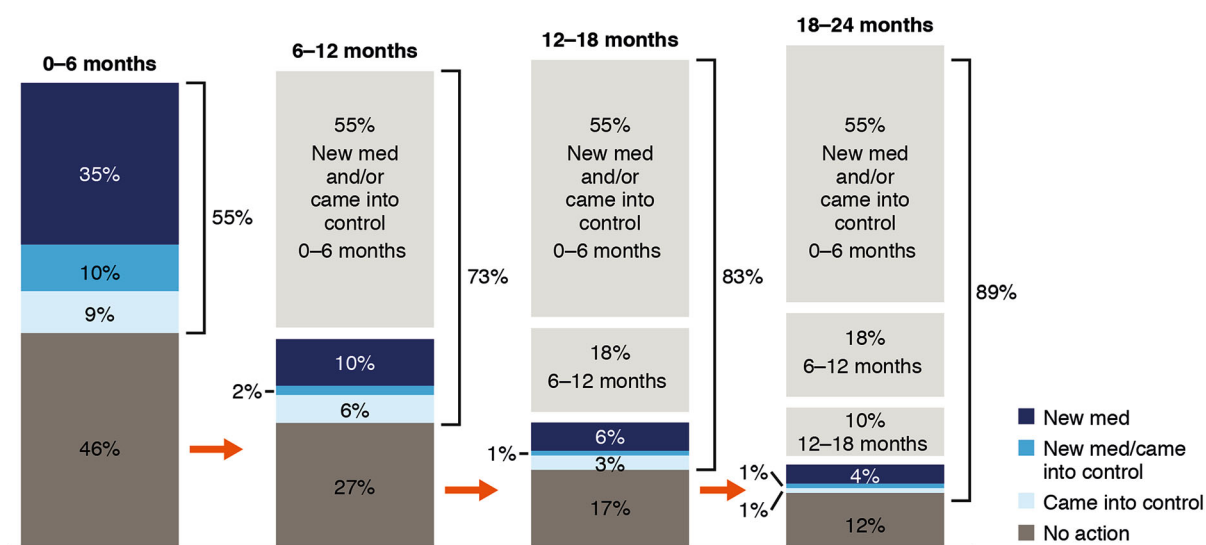 0–6 months
35%
10%
9%
46%
55%
6–12 months
55%
New med
and/or
came into
control
0–6 months
10%
2%
6%
27%
73%
12–18 months
55%
New med
and/or
came into
control
0–6 months
18%
6–12 months
6%
1%
3%
17%
83%
18–24 months
55%
New med
and/or
came into
control
0–6 months
18%
6–12 months
10%
12–18 months
4%
1%
1%
12%
89%
New med
New med/came
into control
Came into control
No action